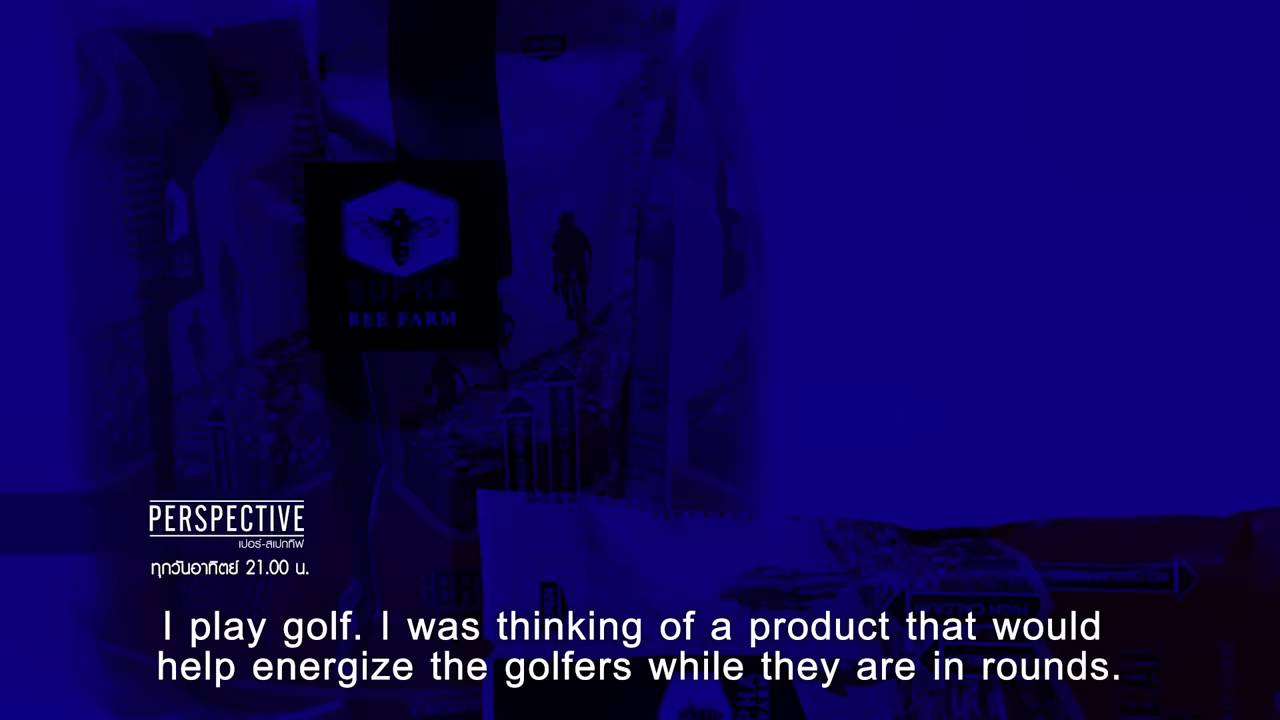 SUPHA
BEE FARM
PERSPECTIVE
เปอร์-สเปกทีฟ
ทุกวันอาทิตย์ 21.00 น.
I play golf. I was thinking of a product that would
help energize the golfers while they are in rounds.